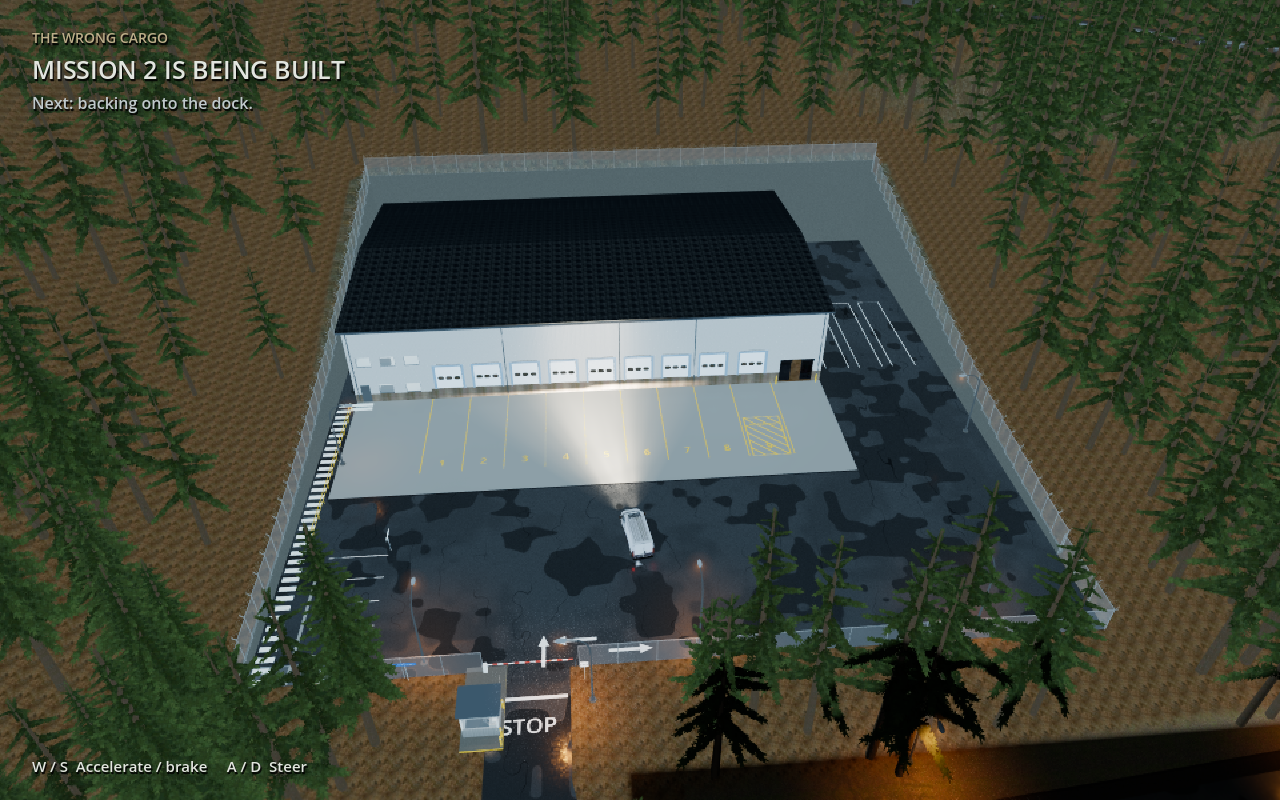 THE WRONG CARGO
MISSION 2 IS BEING BUILT
Next: backing onto the dock.
1 2 3 4 5 6 7 8
STOP
W / S Accelerate / brake A / D Steer